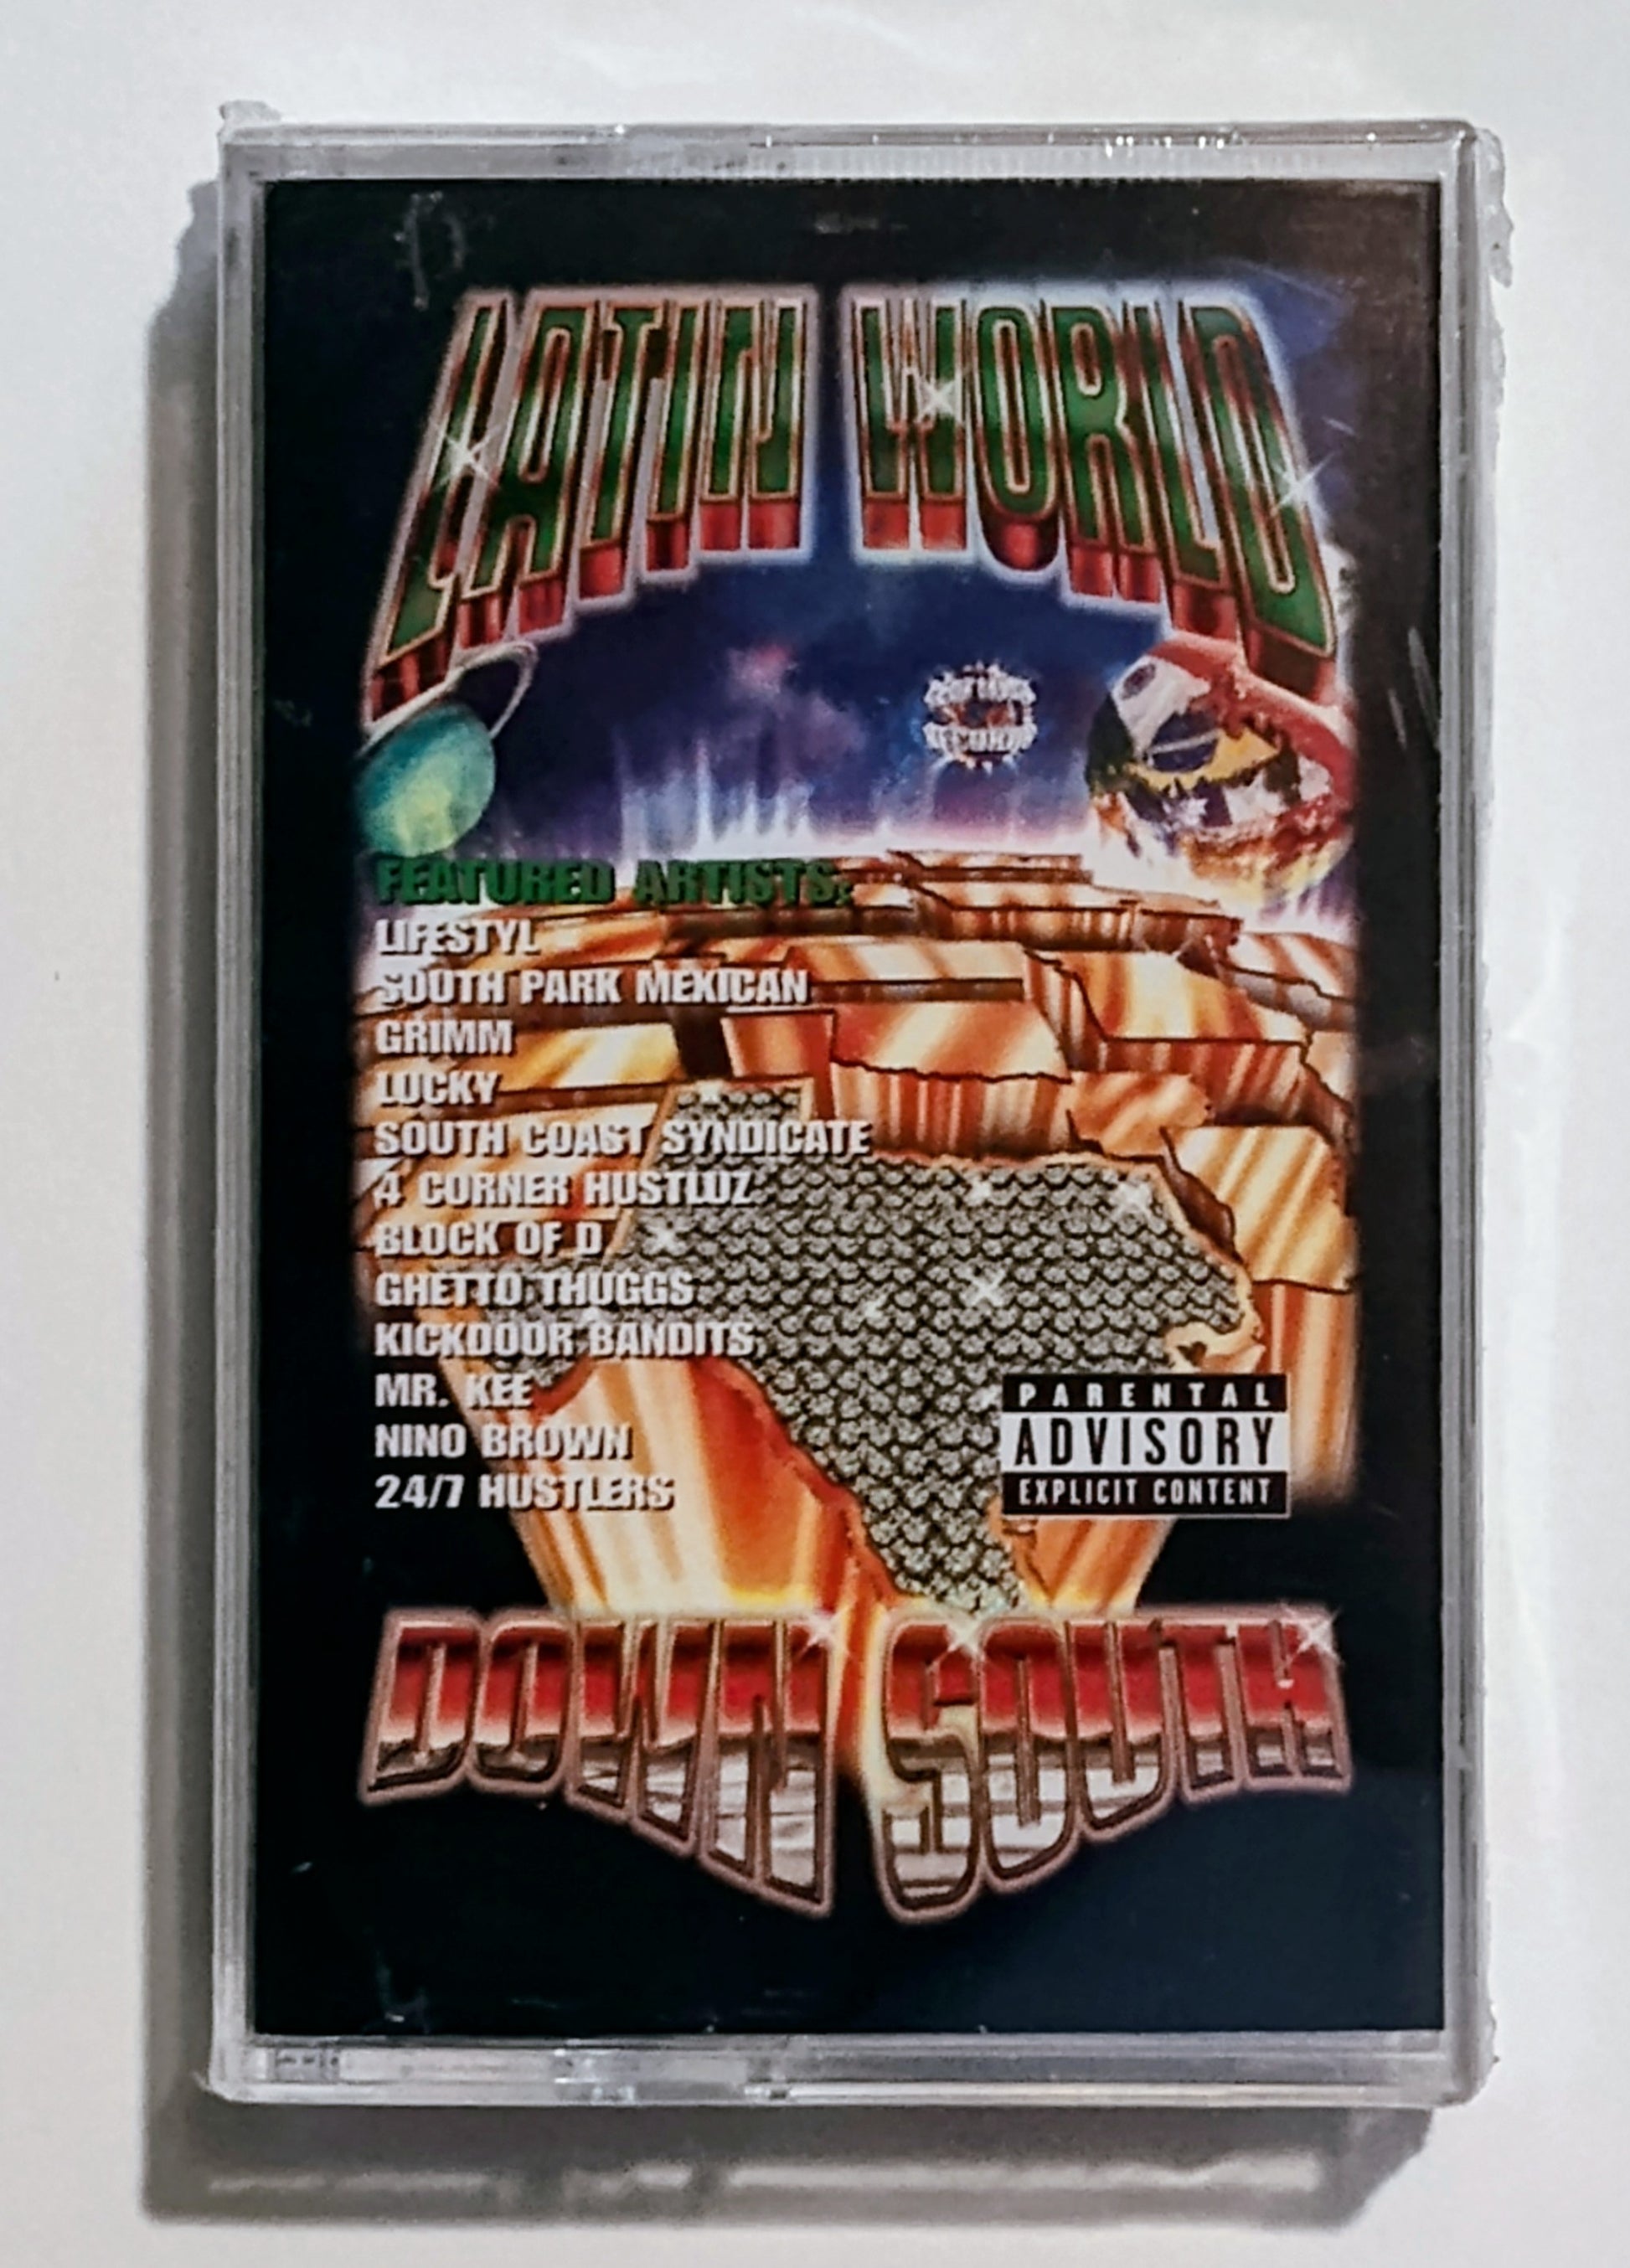 LATIN WORLD
RECORDS
FEATURED ARTISTS:
LIFESTYL
SOUTH PARK MEXICAN
GRIMM
LUCKY
SOUTH COAST SYNDICATE
4 CORNER HUSTLUZ
BLOCK OF D
GHETTO THUGGS
KICKDOOR BANDITS
MR. KEE
NINO BROWN
24/7 HUSTLERS
PARENTAL
ADVISORY
EXPLICIT CONTENT
DOWN SOUTH